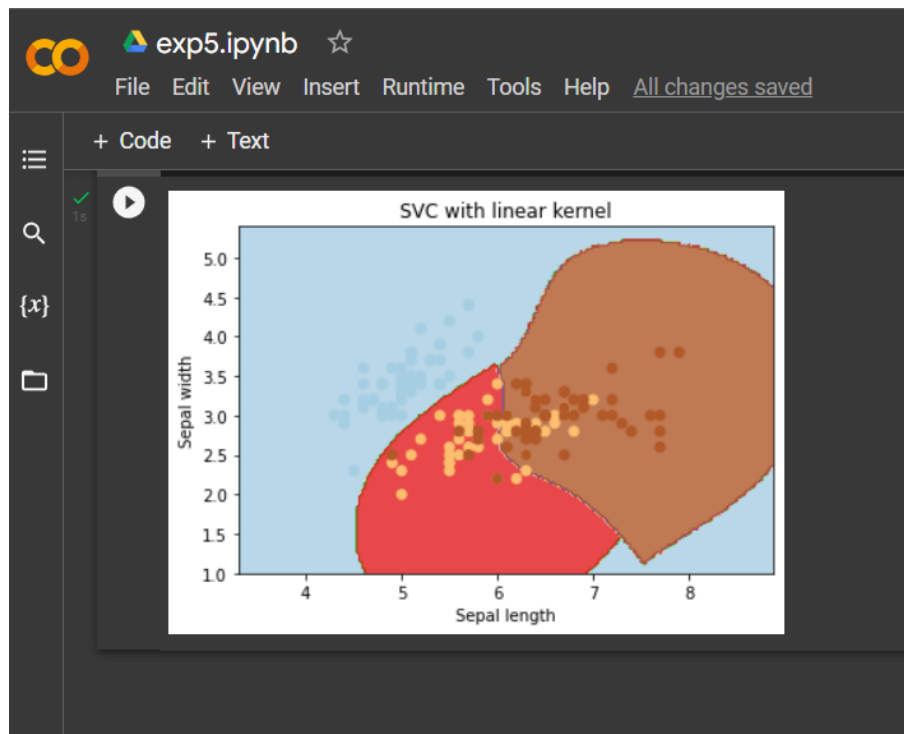 exp5.ipynb
File Edit View Insert Runtime Tools Help All changes saved
+ Code + Text
1s
{x}
SVC with linear kernel
5.0
4.5
4.0
3.5
3.0
2.5
2.0
1.5
1.0
Sepal width
4 5 6 7 8
Sepal length